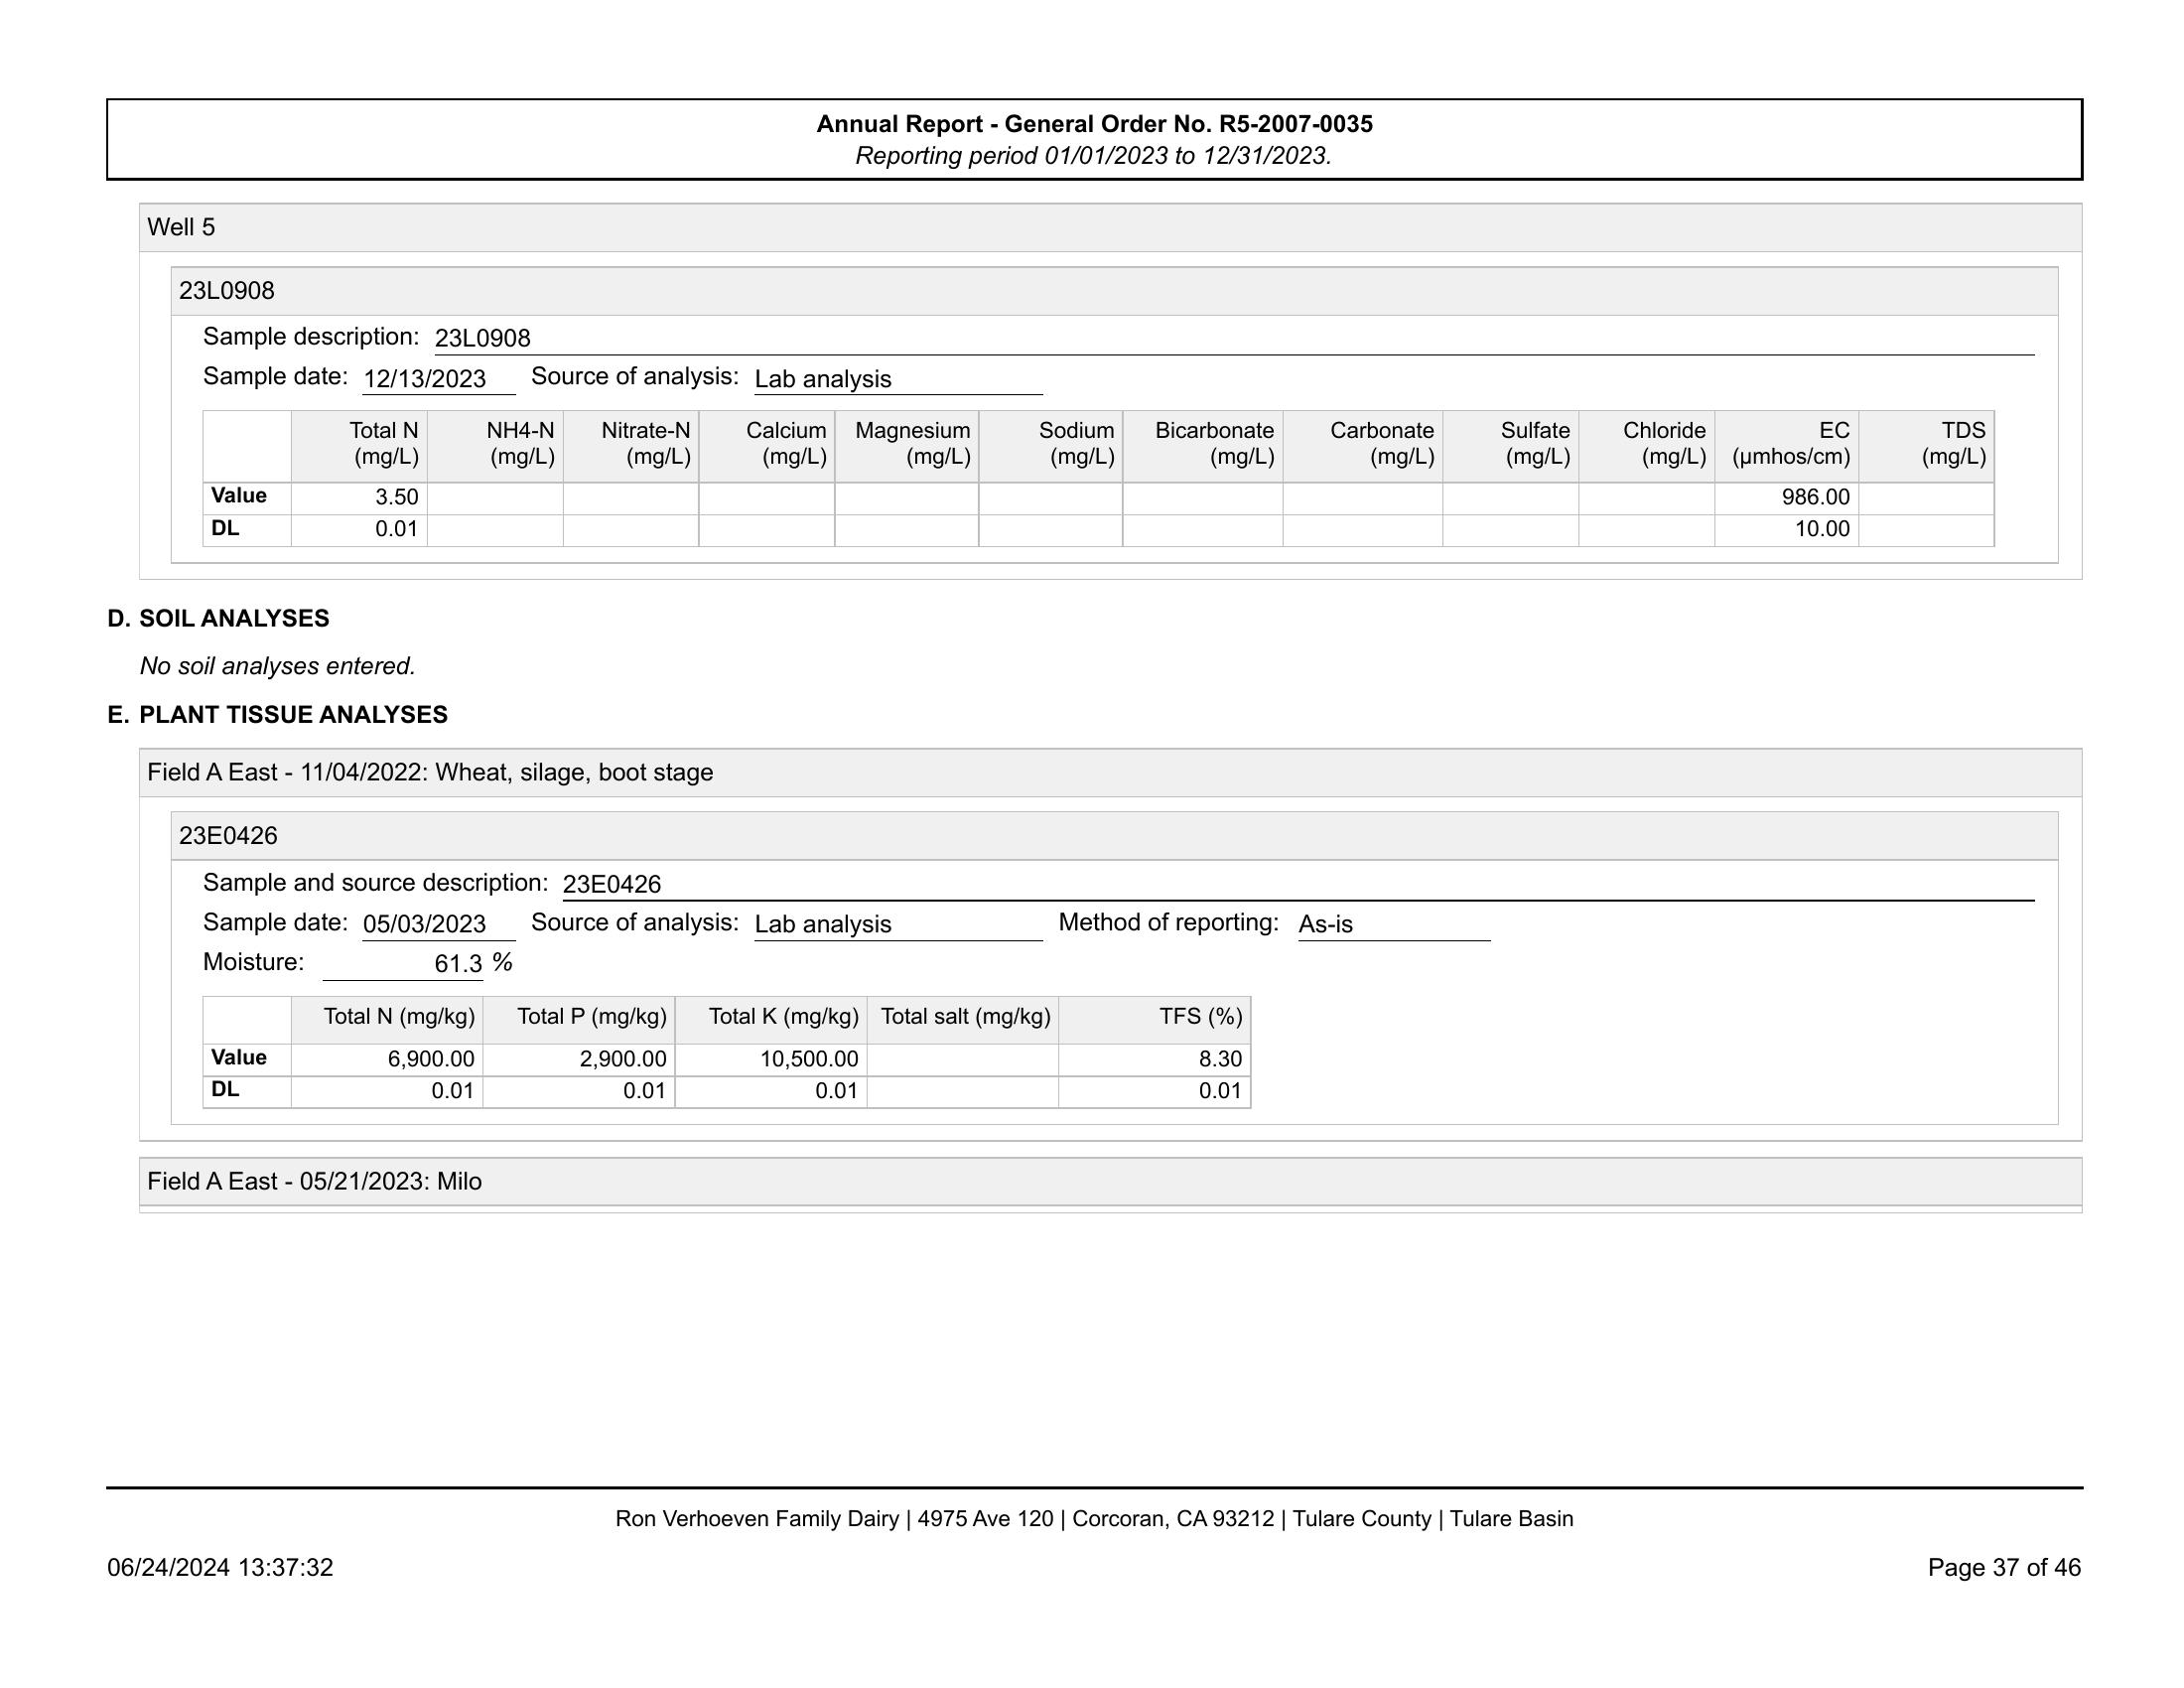 Annual Report - General Order No. R5-2007-0035
Reporting period 01/01/2023 to 12/31/2023.
Well 5
23L0908
Sample description: 23L0908
Sample date: 12/13/2023 Source of analysis: Lab analysis
Total N (mg/L) NH4-N (mg/L) Nitrate-N (mg/L) Calcium (mg/L) Magnesium (mg/L) Sodium (mg/L) Bicarbonate (mg/L) Carbonate (mg/L) Sulfate (mg/L) Chloride (mg/L) EC (µmhos/cm) TDS (mg/L)
Value 3.50 986.00
DL 0.01 10.00
D. SOIL ANALYSES
No soil analyses entered.
E. PLANT TISSUE ANALYSES
Field A East - 11/04/2022: Wheat, silage, boot stage
23E0426
Sample and source description: 23E0426
Sample date: 05/03/2023 Source of analysis: Lab analysis Method of reporting: As-is
Moisture: 61.3 %
Total N (mg/kg) Total P (mg/kg) Total K (mg/kg) Total salt (mg/kg) TFS (%)
Value 6,900.00 2,900.00 10,500.00 8.30
DL 0.01 0.01 0.01 0.01
Field A East - 05/21/2023: Milo
Ron Verhoeven Family Dairy | 4975 Ave 120 | Corcoran, CA 93212 | Tulare County | Tulare Basin
06/24/2024 13:37:32 Page 37 of 46